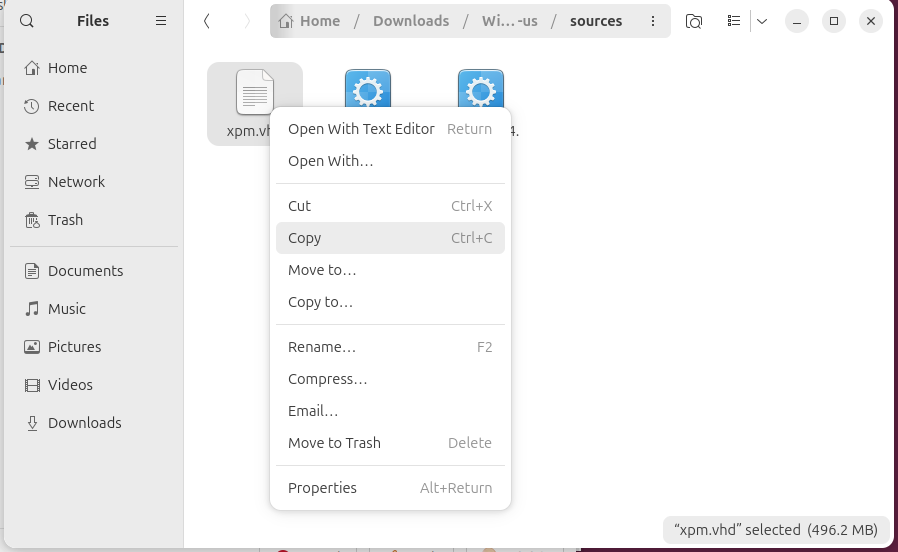 Files
Home / Downloads / Wi…-us / sources
Home
Recent
Starred
Network
Trash
Documents
Music
Pictures
Videos
Downloads
xpm.vh
4.
Open With Text Editor Return
Open With…
Cut Ctrl+X
Copy Ctrl+C
Move to…
Copy to…
Rename… F2
Compress…
Email…
Move to Trash Delete
Properties Alt+Return
“xpm.vhd” selected (496.2 MB)